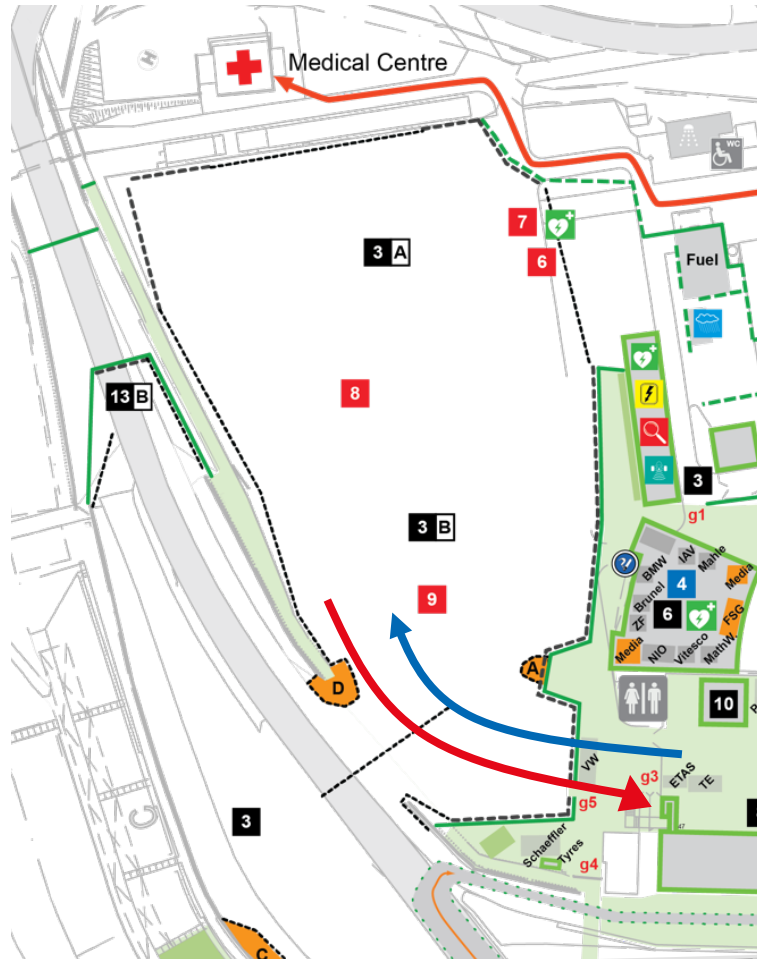 H
Medical Centre
WC
7
3 A
6
Fuel
13 B
8
3
3 B
g1
BMW
IAV
Mahle
Media
4
Brunel
9
6
ZF
FSG
Media
NIO
Vitesco
MathW.
A
D
10
VW
g3
ETAS
TE
g5
3
C
47
Schaeffler
Tyres
g4
C